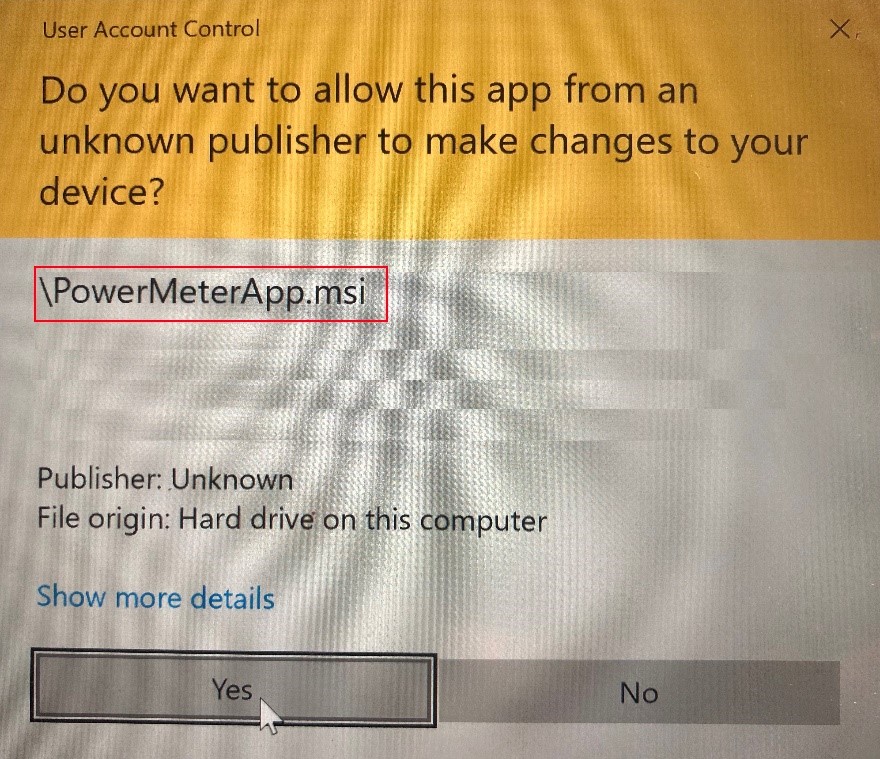 User Account Control
Do you want to allow this app from an
unknown publisher to make changes to your
device?
\PowerMeterApp.msi
Publisher: Unknown
File origin: Hard drive on this computer
Show more details
Yes
No